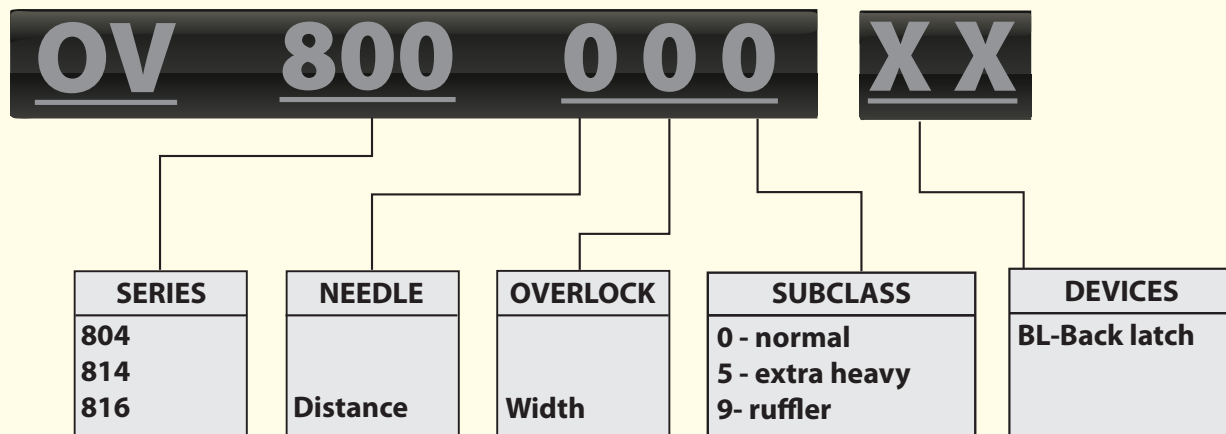 OV 800 0 0 0 X X
SERIES
804
814
816
NEEDLE
Distance
OVERLOCK
Width
SUBCLASS
0 - normal
5 - extra heavy
9- ruffler
DEVICES
BL-Back latch